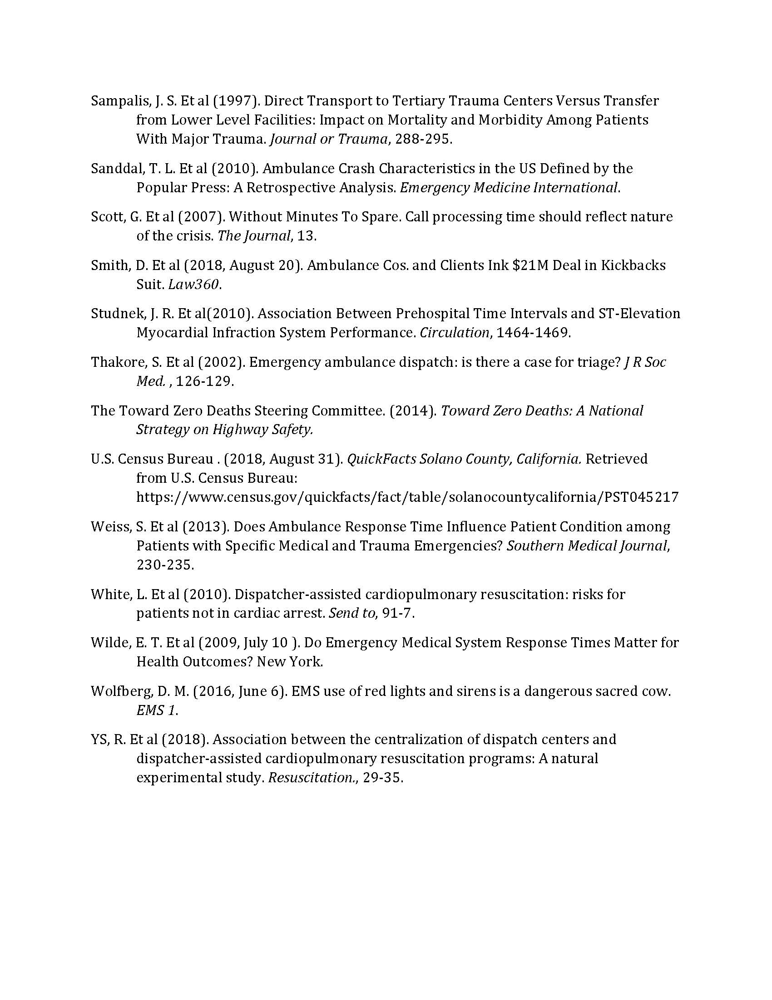 Sampalis, J. S. Et al (1997). Direct Transport to Tertiary Trauma Centers Versus Transfer
from Lower Level Facilities: Impact on Mortality and Morbidity Among Patients
With Major Trauma. Journal or Trauma, 288-295.
Sanddal, T. L. Et al (2010). Ambulance Crash Characteristics in the US Defined by the
Popular Press: A Retrospective Analysis. Emergency Medicine International.
Scott, G. Et al (2007). Without Minutes To Spare. Call processing time should reflect nature
of the crisis. The Journal, 13.
Smith, D. Et al (2018, August 20). Ambulance Cos. and Clients Ink $21M Deal in Kickbacks
Suit. Law360.
Studnek, J. R. Et al(2010). Association Between Prehospital Time Intervals and ST-Elevation
Myocardial Infraction System Performance. Circulation, 1464-1469.
Thakore, S. Et al (2002). Emergency ambulance dispatch: is there a case for triage? J R Soc
Med. , 126-129.
The Toward Zero Deaths Steering Committee. (2014). Toward Zero Deaths: A National
Strategy on Highway Safety.
U.S. Census Bureau . (2018, August 31). QuickFacts Solano County, California. Retrieved
from U.S. Census Bureau:
https://www.census.gov/quickfacts/fact/table/solanocountycalifornia/PST045217
Weiss, S. Et al (2013). Does Ambulance Response Time Influence Patient Condition among
Patients with Specific Medical and Trauma Emergencies? Southern Medical Journal,
230-235.
White, L. Et al (2010). Dispatcher-assisted cardiopulmonary resuscitation: risks for
patients not in cardiac arrest. Send to, 91-7.
Wilde, E. T. Et al (2009, July 10 ). Do Emergency Medical System Response Times Matter for
Health Outcomes? New York.
Wolfberg, D. M. (2016, June 6). EMS use of red lights and sirens is a dangerous sacred cow.
EMS 1.
YS, R. Et al (2018). Association between the centralization of dispatch centers and
dispatcher-assisted cardiopulmonary resuscitation programs: A natural
experimental study. Resuscitation., 29-35.